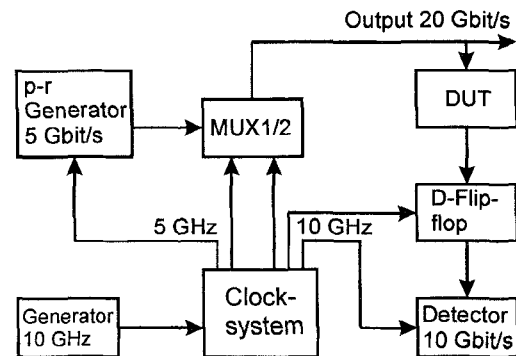 Output 20 Gbit/s
p-r
Generator
5 Gbit/s
MUX1/2
DUT
5 GHz
10 GHz
D-Flip-
flop
Generator
10 GHz
Clock-
system
Detector
10 Gbit/s